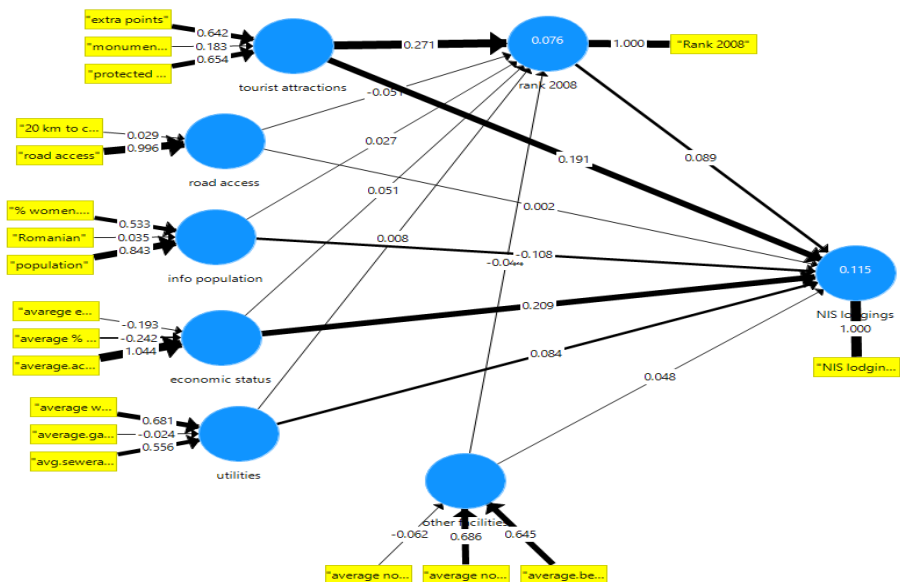 "extra points"
0.642
"monumen...
0.183
"protected ...
0.654
tourist attractions
0.271
0.076
rank 2008
1.000
"Rank 2008"
"20 km to c...
0.029
"road access"
0.996
road access
-0.051
0.027
0.191
0.089
"% women....
0.533
"Romanian"
0.035
"population"
0.843
info population
0.051
0.002
0.008
-0.108
0.115
NIS lodgings
1.000
"NIS lodgin...
"avarege e...
-0.193
"average % ...
-0.242
"average.ac...
1.044
economic status
0.209
0.084
0.048
"average w...
0.681
"average.ga...
-0.024
"avg.sewera...
0.556
utilities
other facilities
-0.062
0.686
0.645
"average no...
"average no...
"average.be...